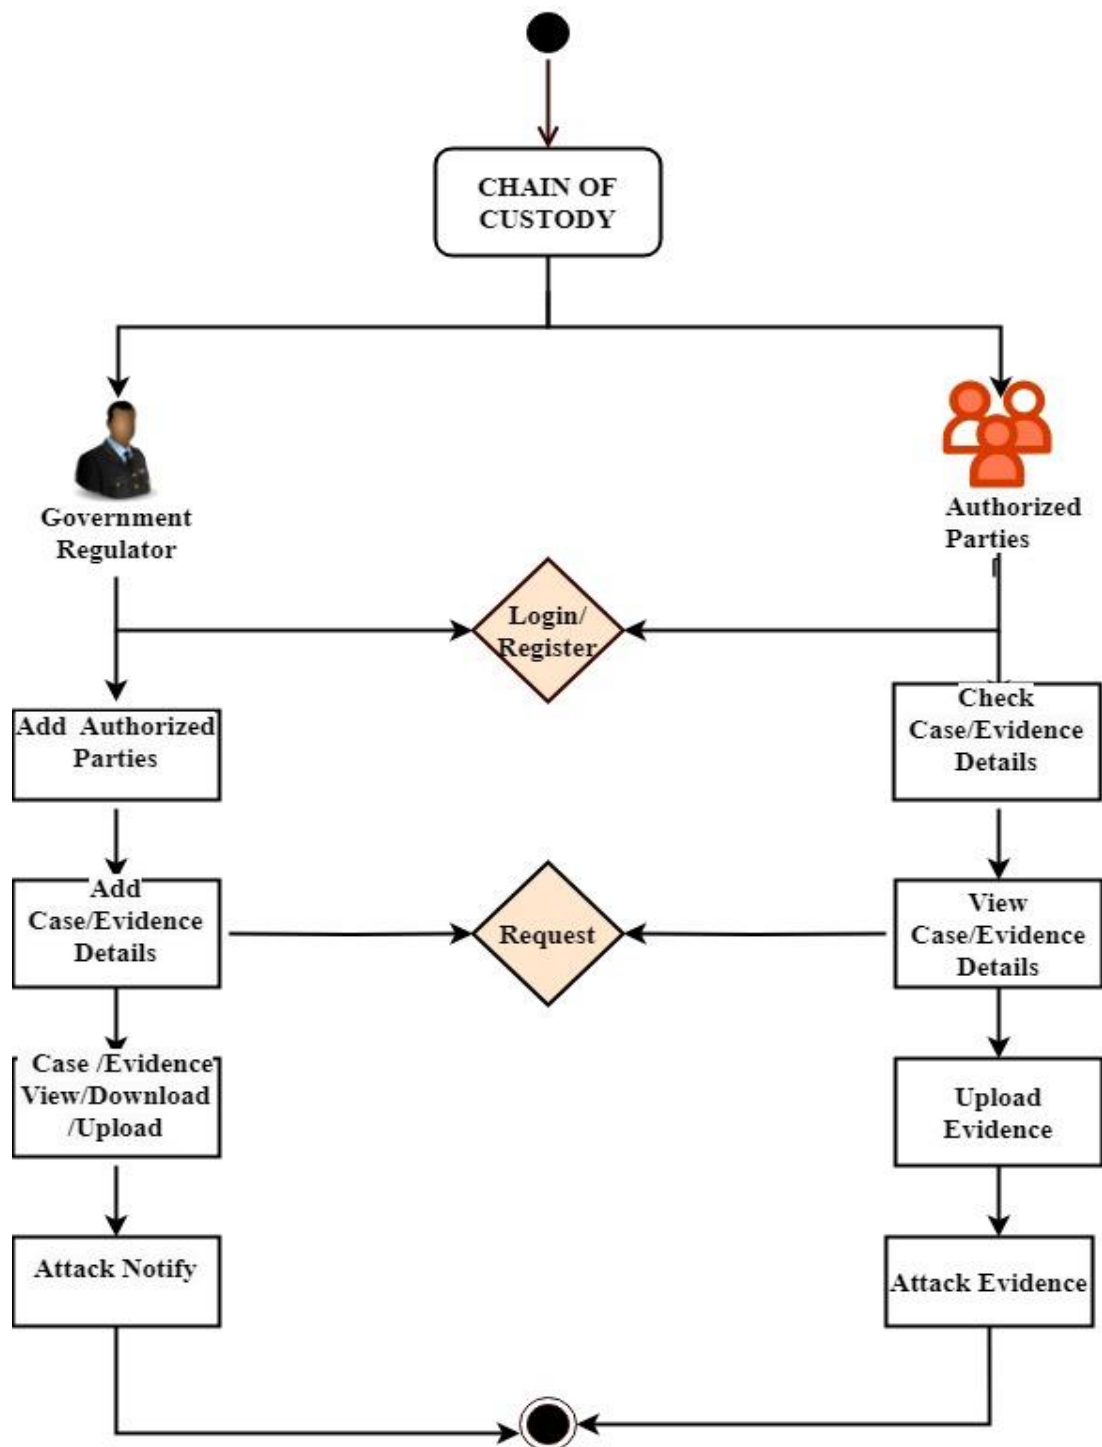 CHAIN OF
CUSTODY
Government
Regulator
Authorized
Parties
Login/
Register
Add Authorized
Parties
Check
Case/Evidence
Details
Add
Case/Evidence
Details
Request
View
Case/Evidence
Details
Case /Evidence
View/Download
/Upload
Upload
Evidence
Attack Notify
Attack Evidence